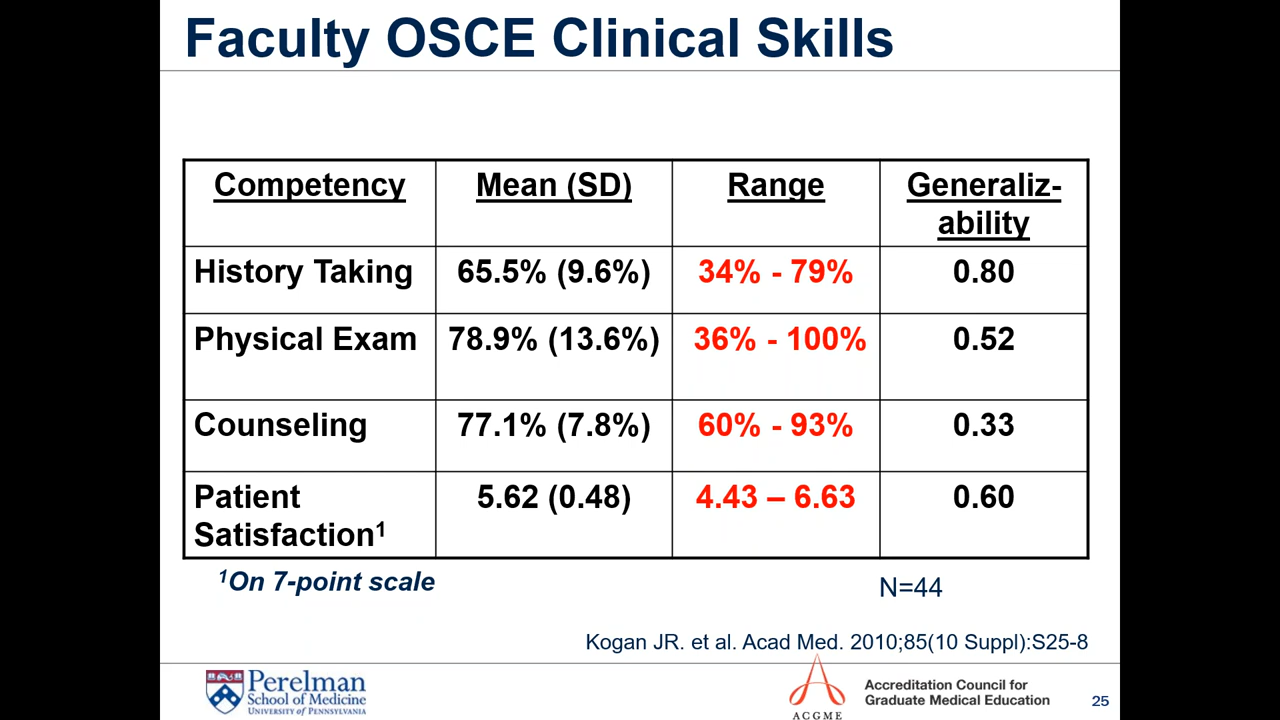 Faculty OSCE Clinical Skills
Competency Mean (SD) Range Generaliz-
ability
History Taking 65.5% (9.6%) 34% - 79% 0.80
Physical Exam 78.9% (13.6%) 36% - 100% 0.52
Counseling 77.1% (7.8%) 60% - 93% 0.33
Patient 5.62 (0.48) 4.43 – 6.63 0.60
Satisfaction¹
¹On 7-point scale
N=44
Kogan JR. et al. Acad Med. 2010;85(10 Suppl):S25-8
Perelman
School of Medicine
University of Pennsylvania
ACGME
Accreditation Council for
Graduate Medical Education
25